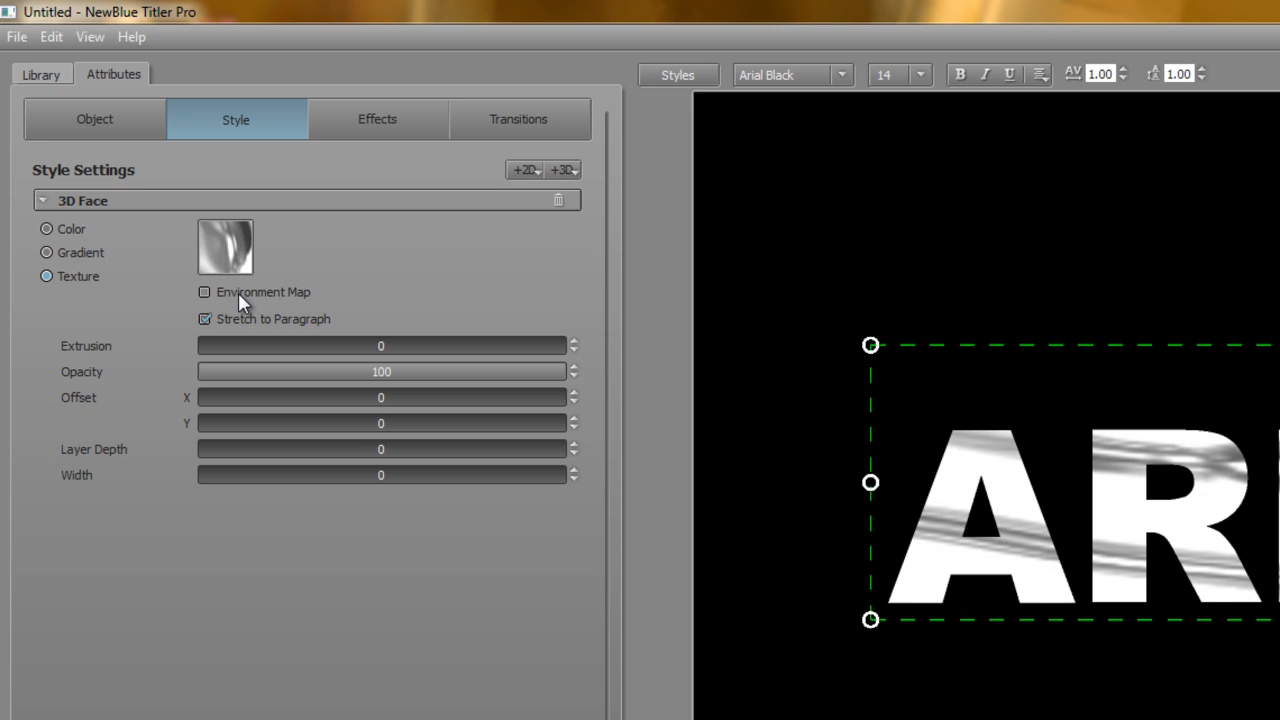 Untitled - NewBlue Titler Pro
File Edit View Help
Library Attributes
Styles Arial Black 14 B I U AV 1.00 1.00
Object Style Effects Transitions
Style Settings +2D +3D
3D Face
Color
Gradient
Texture
Environment Map
Stretch to Paragraph
Extrusion 0
Opacity 100
Offset X 0
Y 0
Layer Depth 0
Width 0
AR